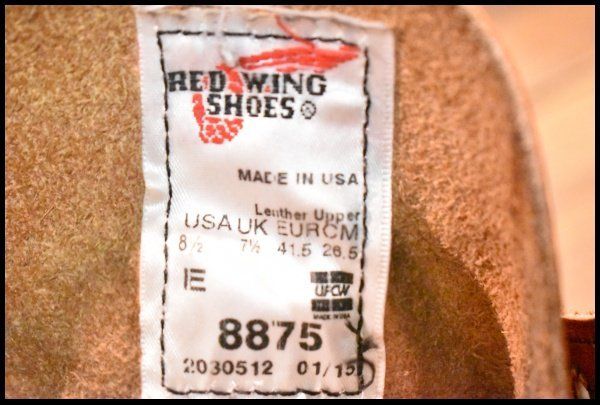 RED WING
SHOES®
MADE IN USA
Leather Upper
USA UK EUR CM
8½ 7½ 41.5 26.5
E
UFCW
MADE IN USA
8875
2030512 01/15